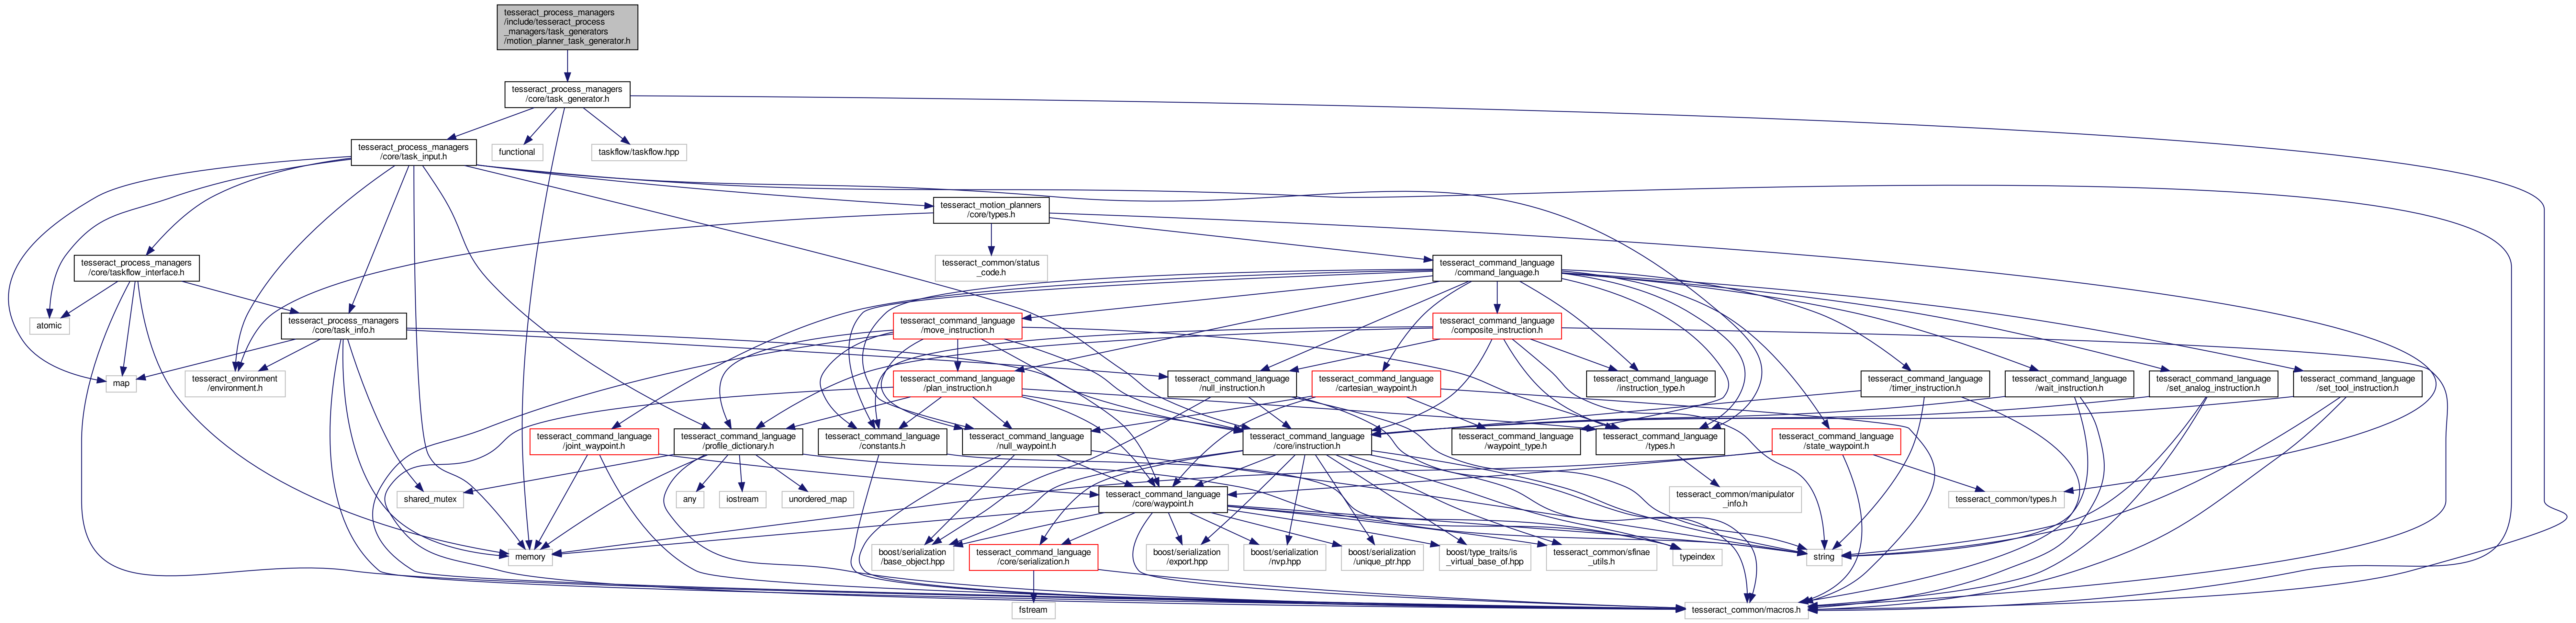 tesseract_process_managers
/include/tesseract_process
_managers/task_generators
/motion_planner_task_generator.h
tesseract_process_managers
/core/task_generator.h
tesseract_process_managers
/core/task_input.h
functional
taskflow/taskflow.hpp
tesseract_motion_planners
/core/types.h
tesseract_process_managers
/core/taskflow_interface.h
tesseract_common/status
_code.h
tesseract_command_language
/command_language.h
atomic
tesseract_process_managers
/core/task_info.h
tesseract_command_language
/move_instruction.h
tesseract_command_language
/composite_instruction.h
map
tesseract_environment
/environment.h
tesseract_command_language
/plan_instruction.h
tesseract_command_language
/null_instruction.h
tesseract_command_language
/cartesian_waypoint.h
tesseract_command_language
/instruction_type.h
tesseract_command_language
/timer_instruction.h
tesseract_command_language
/wait_instruction.h
tesseract_command_language
/set_analog_instruction.h
tesseract_command_language
/set_tool_instruction.h
tesseract_command_language
/joint_waypoint.h
tesseract_command_language
/profile_dictionary.h
tesseract_command_language
/constants.h
tesseract_command_language
/null_waypoint.h
tesseract_command_language
/core/instruction.h
tesseract_command_language
/waypoint_type.h
tesseract_command_language
/types.h
tesseract_command_language
/state_waypoint.h
shared_mutex
any
iostream
unordered_map
tesseract_command_language
/core/waypoint.h
tesseract_common/manipulator
_info.h
tesseract_common/types.h
memory
boost/serialization
/base_object.hpp
tesseract_command_language
/core/serialization.h
boost/serialization
/export.hpp
boost/serialization
/nvp.hpp
boost/serialization
/unique_ptr.hpp
boost/type_traits/is
_virtual_base_of.hpp
tesseract_common/sfinae
_utils.h
typeindex
string
fstream
tesseract_common/macros.h